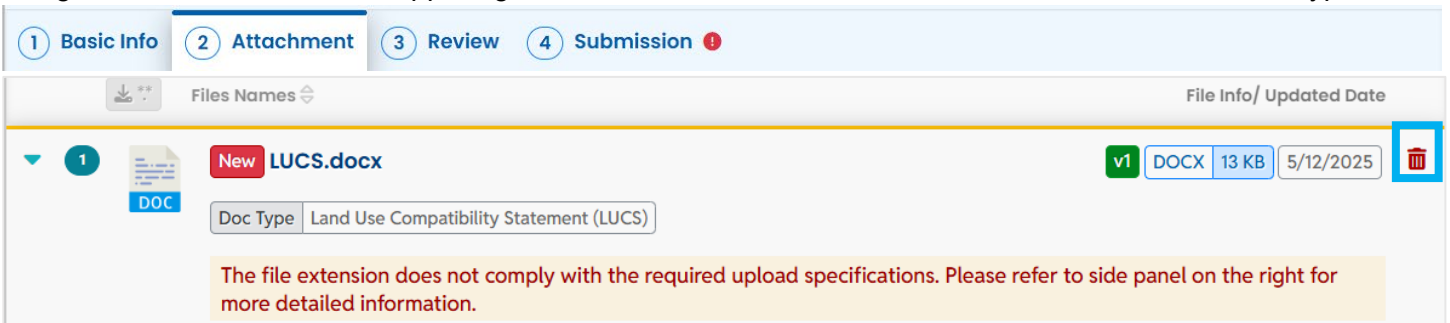 1 Basic Info 2 Attachment 3 Review 4 Submission !
Files Names File Info/ Updated Date
1 DOC New LUCS.docx v1 DOCX 13 KB 5/12/2025
Doc Type Land Use Compatibility Statement (LUCS)
The file extension does not comply with the required upload specifications. Please refer to side panel on the right for
more detailed information.